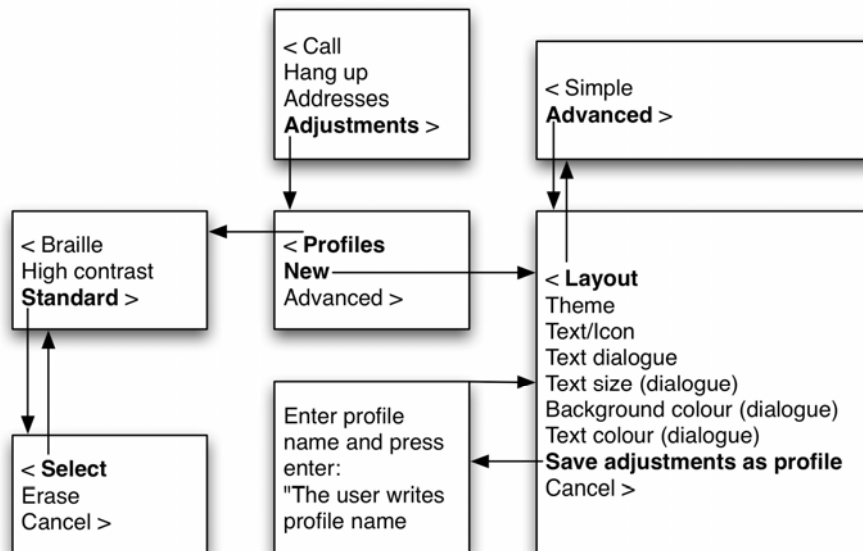 < Call
Hang up
Addresses
Adjustments >
< Simple
Advanced >
< Braille
High contrast
Standard >
< Profiles
New
Advanced >
< Layout
Theme
Text/Icon
Text dialogue
Text size (dialogue)
Background colour (dialogue)
Text colour (dialogue)
Save adjustments as profile
Cancel >
< Select
Erase
Cancel >
Enter profile
name and press
enter:
"The user writes
profile name